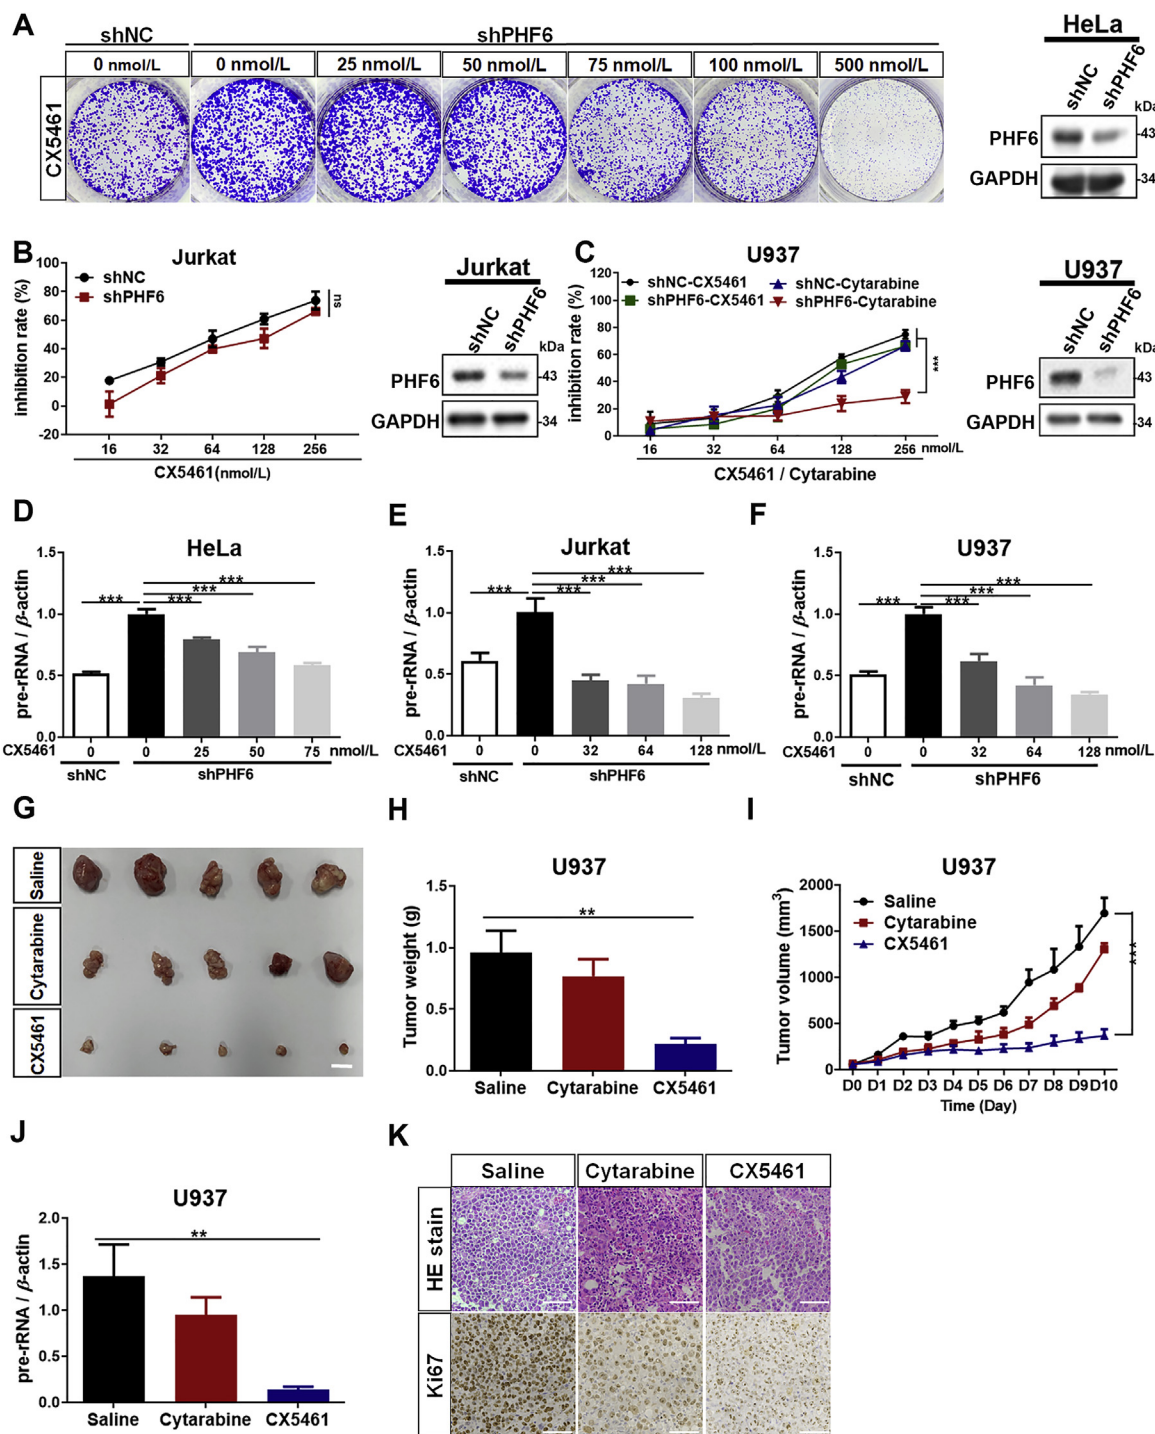 A
shNC
shPHF6
0 nmol/L
0 nmol/L
25 nmol/L
50 nmol/L
75 nmol/L
100 nmol/L
500 nmol/L
CX5461
HeLa
shNC
shPHF6
kDa
PHF6
-43
GAPDH
-34
B
Jurkat
inhibition rate (%)
100
80
60
40
20
0
-20
shNC
shPHF6
ns
16
32
64
128
256
CX5461(nmol/L)
Jurkat
shNC
shPHF6
kDa
PHF6
-43
GAPDH
-34
C
U937
inhibition rate (%)
120
100
80
60
40
20
0
shNC-CX5461
shNC-Cytarabine
shPHF6-CX5461
shPHF6-Cytarabine
***
16
32
64
128
256
nmol/L
CX5461 / Cytarabine
U937
shNC
shPHF6
kDa
PHF6
-43
GAPDH
-34
D
HeLa
pre-rRNA / β-actin
1.5
1.0
0.5
0.0
***
***
***
***
CX5461
0
0
25
50
75
nmol/L
shNC
shPHF6
E
Jurkat
pre-rRNA / β-actin
1.5
1.0
0.5
0.0
***
***
***
***
CX5461
0
0
32
64
128
nmol/L
shNC
shPHF6
F
U937
pre-rRNA / β-actin
1.5
1.0
0.5
0.0
***
***
***
***
CX5461
0
0
32
64
128
nmol/L
shNC
shPHF6
G
Saline
Cytarabine
CX5461
H
U937
Tumor weight (g)
1.5
1.0
0.5
0.0
**
Saline
Cytarabine
CX5461
I
U937
Tumor volume (mm³)
2000
1500
1000
500
0
Saline
Cytarabine
CX5461
***
D0
D1
D2
D3
D4
D5
D6
D7
D8
D9
D10
Time (Day)
J
U937
pre-rRNA / β-actin
2.0
1.5
1.0
0.5
0.0
**
Saline
Cytarabine
CX5461
K
Saline
Cytarabine
CX5461
HE stain
Ki67